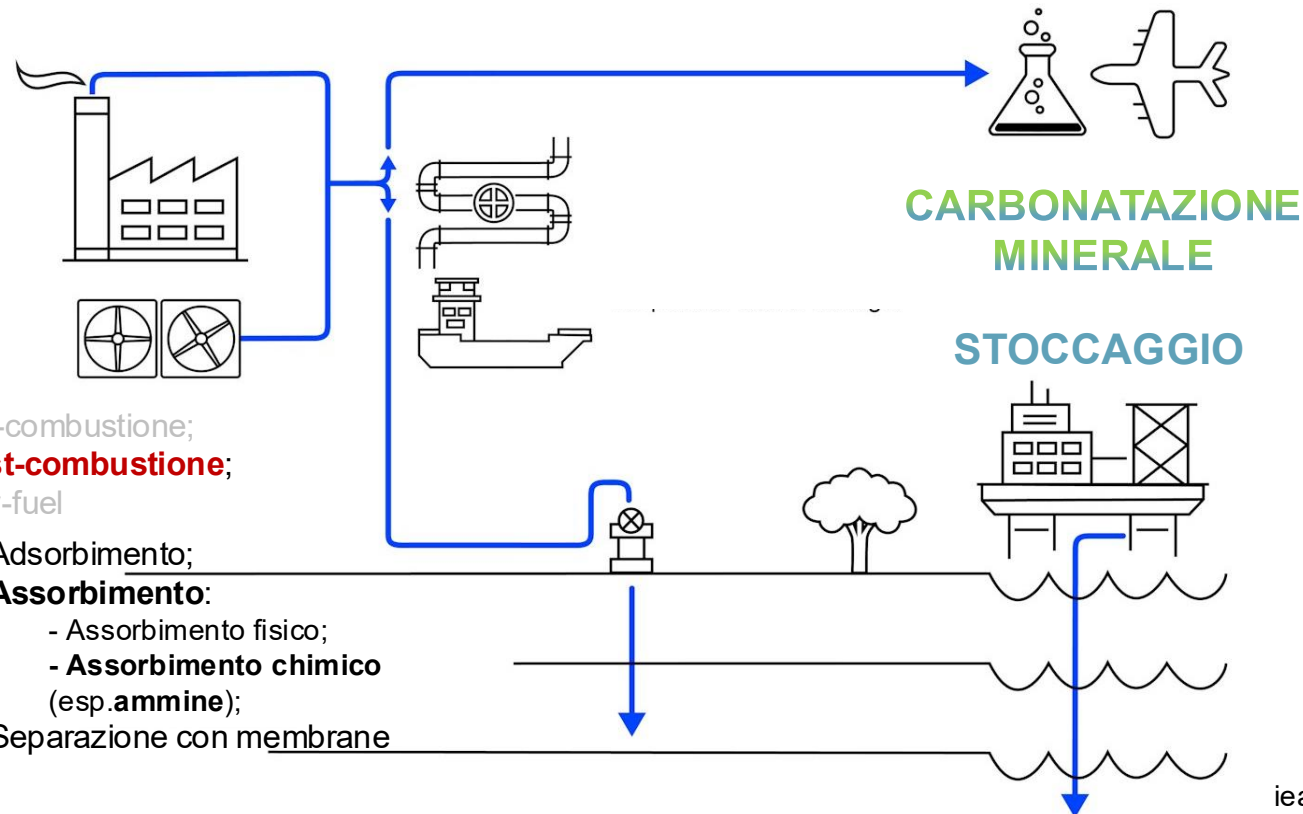 CARBONATAZIONE
MINERALE
STOCCAGGIO
-combustione;
st-combustione;
-fuel
Adsorbimento;
Assorbimento:
- Assorbimento fisico;
- Assorbimento chimico
(esp.ammine);
Separazione con membrane
iea